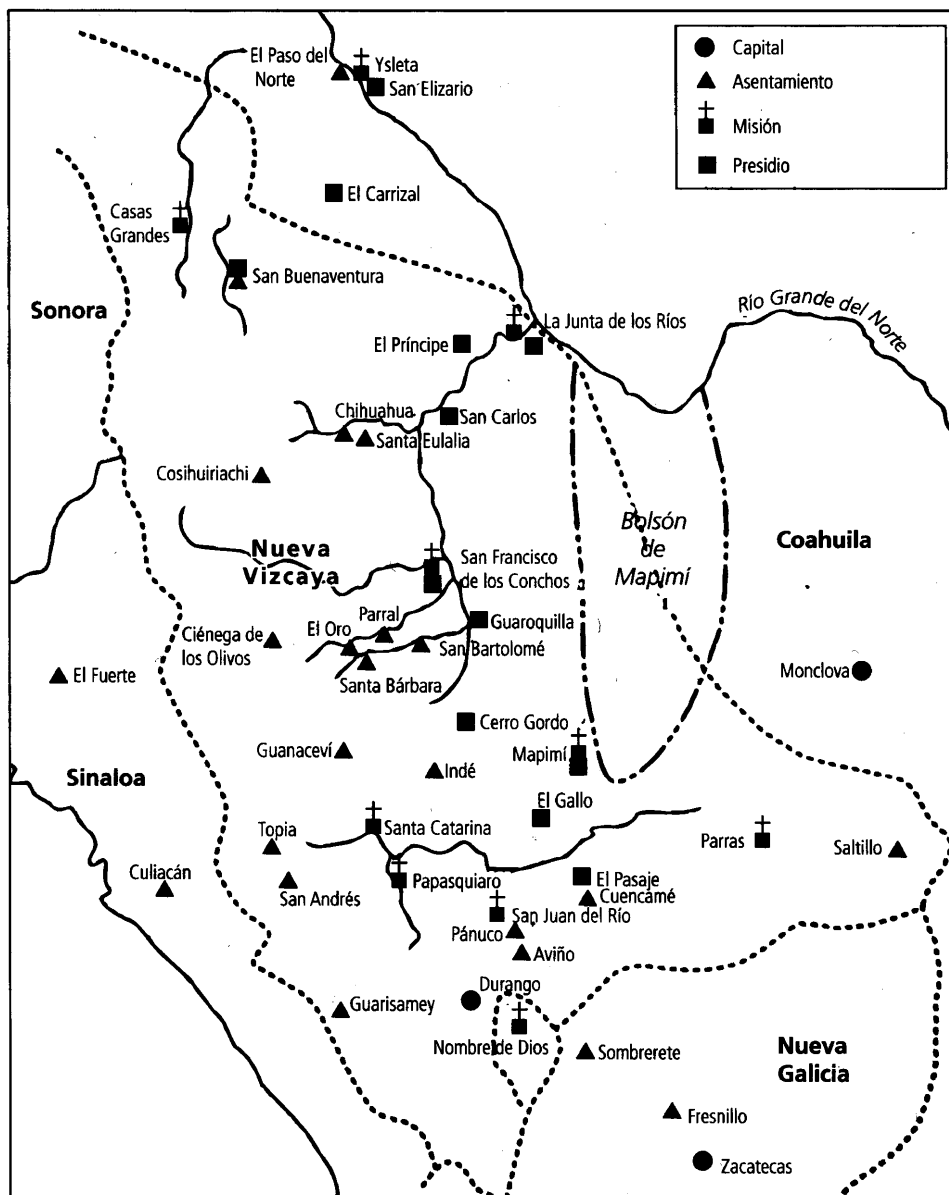 Capital
Asentamiento
Misión
Presidio
El Paso del
Norte
Ysleta
San Elizario
El Carrizal
Casas
Grandes
San Buenaventura
Sonora
La Junta de los Ríos
Río Grande del Norte
El Príncipe
Chihuahua
San Carlos
Santa Eulalia
Cosihuiriachi
Bolsón
de
Mapimí
Coahuila
Nueva
Vizcaya
San Francisco
de los Conchos
Parral
Guaroquilla
El Oro
San Bartolomé
Ciénega de
los Olivos
Santa Bárbara
El Fuerte
Monclova
Cerro Gordo
Guanaceví
Mapimí
Indé
Sinaloa
El Gallo
Topia
Santa Catarina
Parras
Saltillo
Culiacán
San Andrés
Papasquiaro
El Pasaje
Cuencámé
San Juan del Río
Pánuco
Aviño
Durango
Guarisamey
Nombre de Dios
Sombrerete
Nueva
Galicia
Fresnillo
Zacatecas